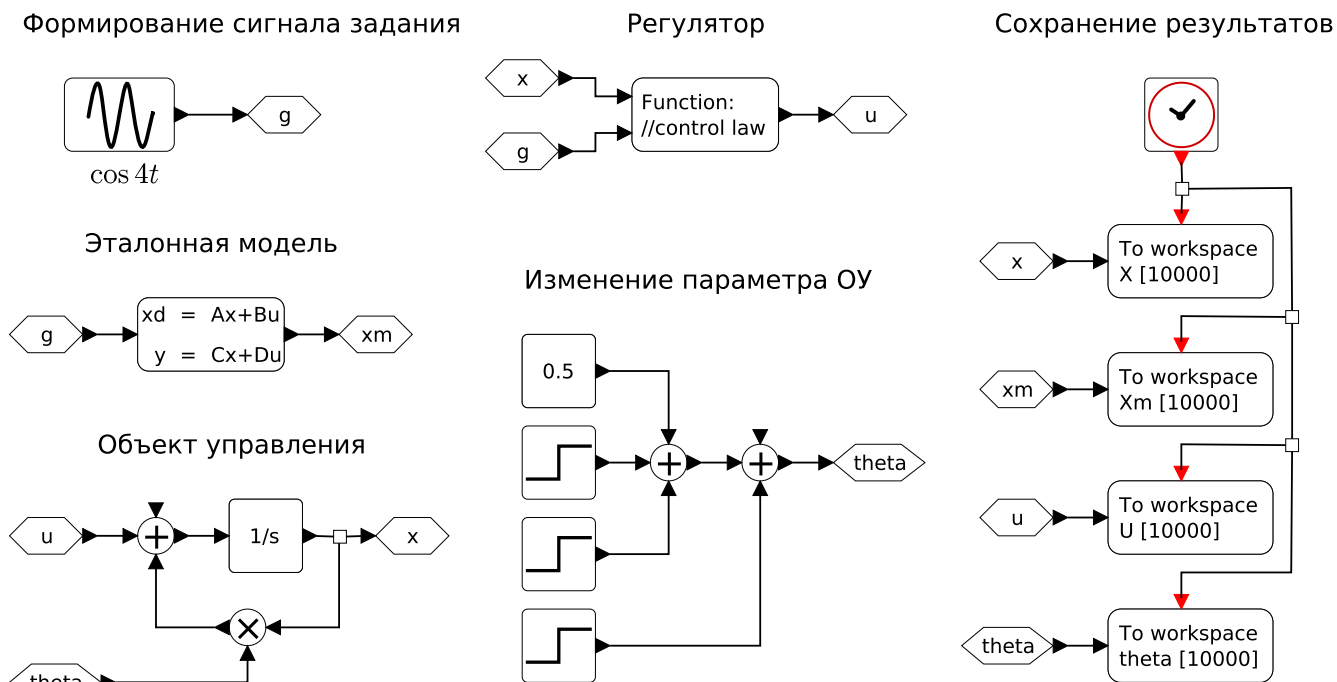 Формирование сигнала задания
g
cos 4t
Эталонная модель
g
xd = Ax+Bu
y = Cx+Du
xm
Объект управления
u
1/s
x
theta
Регулятор
x
g
Function:
//control law
u
Изменение параметра ОУ
0.5
theta
Сохранение результатов
x
To workspace
X [10000]
xm
To workspace
Xm [10000]
u
To workspace
U [10000]
theta
To workspace
theta [10000]